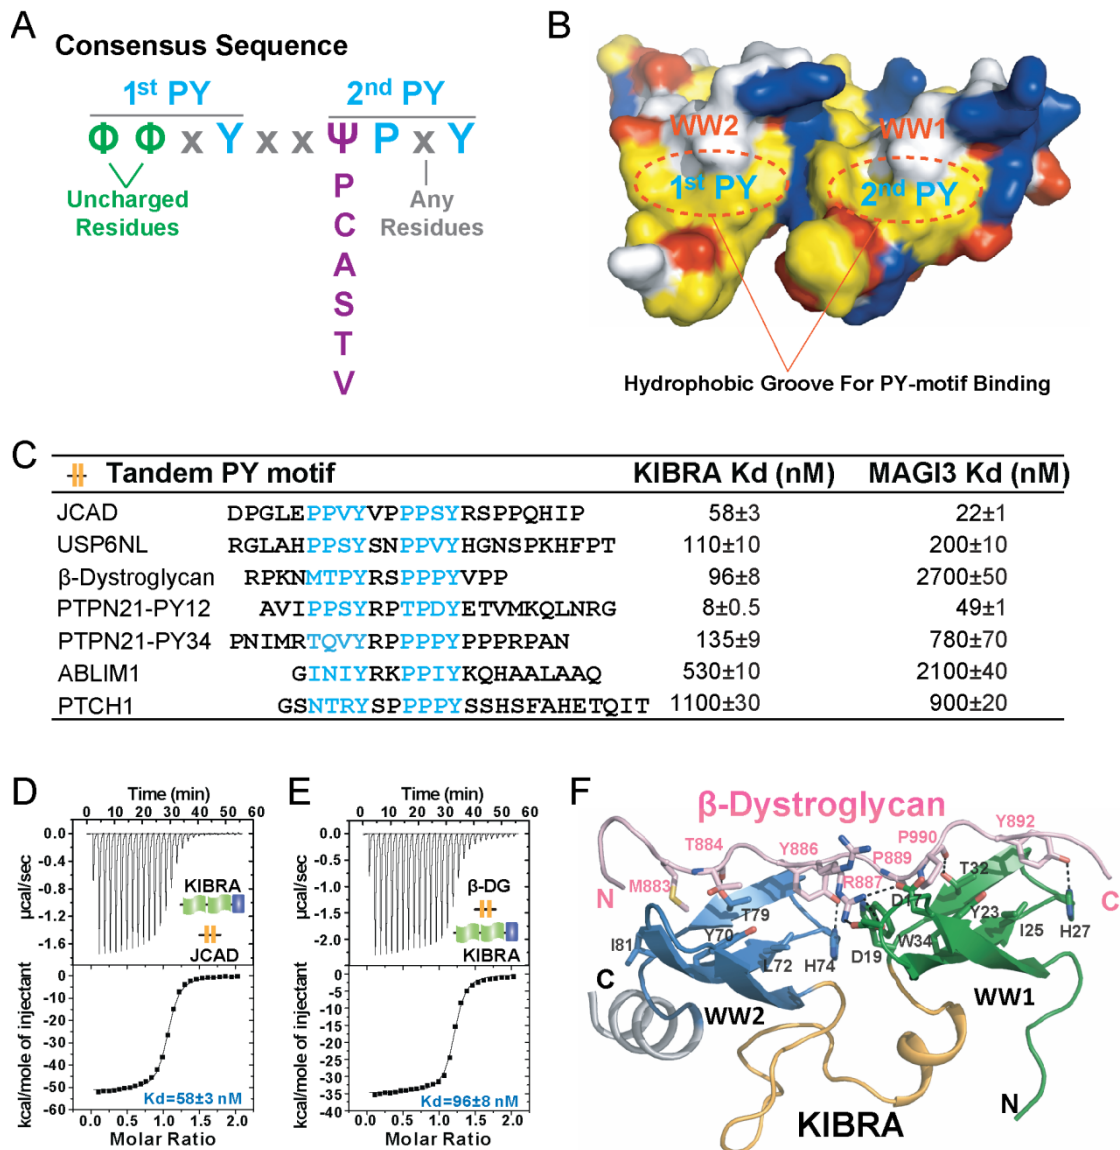 A
Consensus Sequence
1st PY 2nd PY
Φ Φ x Y x x Ψ P x Y
P
C
A
S
T
V
Uncharged
Residues
Any
Residues
B
WW2 WW1
1st PY 2nd PY
Hydrophobic Groove For PY-motif Binding
C
Tandem PY motif KIBRA Kd (nM) MAGI3 Kd (nM)
JCAD DPGLEPPVYVPPPSYRSPPQHIP 58±3 22±1
USP6NL RGLAHPPSYSNPPVYHGNSPKHFPT 110±10 200±10
β-Dystroglycan RPKNMTPYRSPPPYVPP 96±8 2700±50
PTPN21-PY12 AVIPPSYRPTPDYETVMKQLNRG 8±0.5 49±1
PTPN21-PY34 PNIMRTQVYRPPPPYPPPRPAN 135±9 780±70
ABLIM1 GINIYRKPPIYKQHAALAAQ 530±10 2100±40
PTCH1 GSNTRYSPPPPYSSHSFAHETQIT 1100±30 900±20
D
Time (min)
0 10 20 30 40 50 60
μcal/sec
0.0
-0.4
-0.8
-1.2
-1.6
KIBRA
JCAD
kcal/mole of injectant
0
-10
-20
-30
-40
-50
-60
Kd=58±3 nM
0.0 0.5 1.0 1.5 2.0
Molar Ratio
E
Time (min)
0 10 20 30 40 50 60
μcal/sec
0.0
-0.5
-1.0
-1.5
-2.0
β-DG
KIBRA
kcal/mole of injectant
0
-5
-10
-15
-20
-25
-30
-35
-40
Kd=96±8 nM
0.0 0.5 1.0 1.5 2.0
Molar Ratio
F
β-Dystroglycan
N
M883
T884
Y886
R887
P889
P990
Y892
C
T32
D17
T79
Y70
I81
L72
H74
D19
W34
Y23
I25
H27
C
WW2
WW1
KIBRA
N